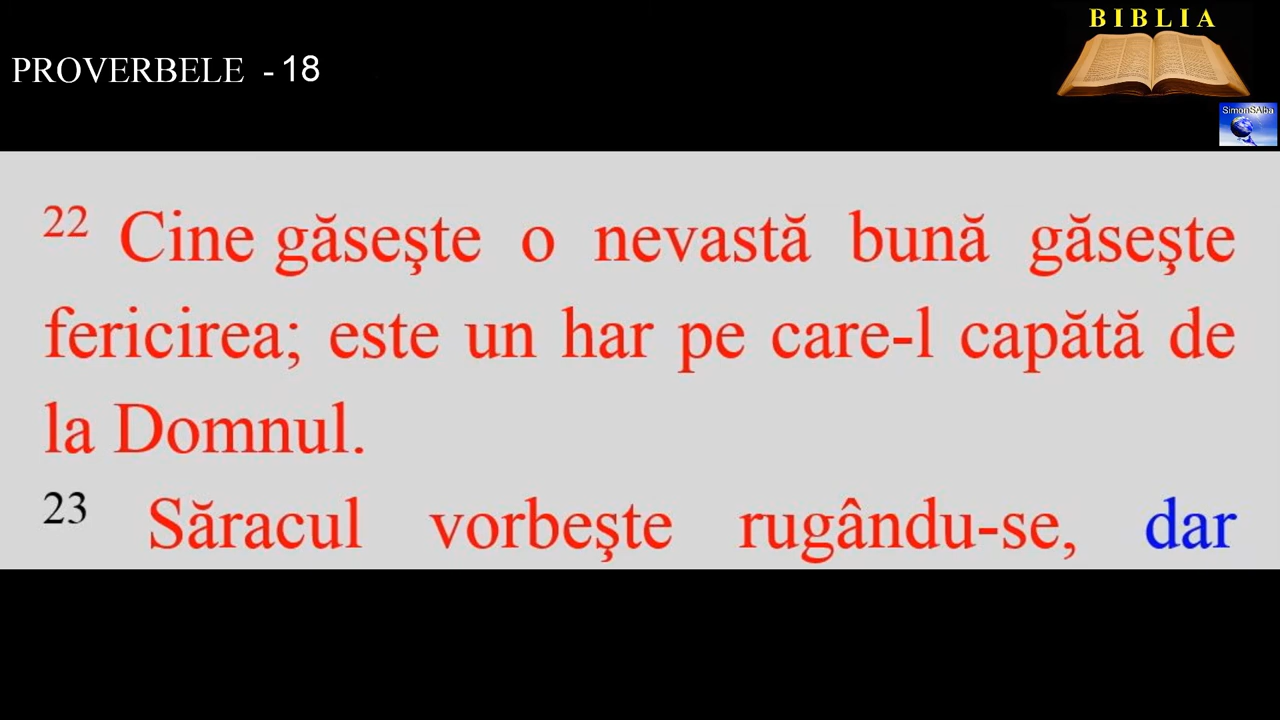 BIBLIA
PROVERBELE - 18
SimonSAlba
22 Cine găseşte o nevastă bună găseşte
fericirea; este un har pe care-l capătă de
la Domnul.
23 Săracul vorbeşte rugându-se, dar